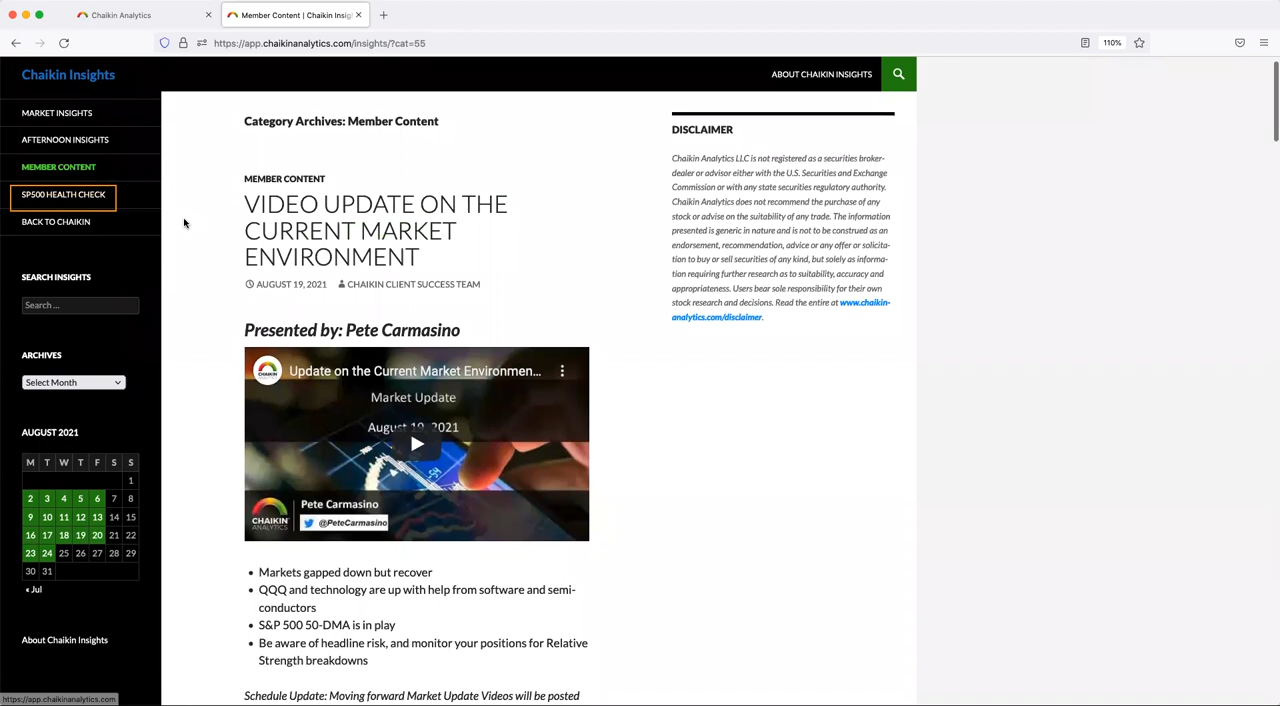 Chaikin Analytics
Member Content | Chaikin Insig
https://app.chaikinanalytics.com/insights/?cat=55
110%
Chaikin Insights
ABOUT CHAIKIN INSIGHTS
MARKET INSIGHTS
AFTERNOON INSIGHTS
MEMBER CONTENT
SP500 HEALTH CHECK
BACK TO CHAIKIN
SEARCH INSIGHTS
Search ...
ARCHIVES
Select Month
AUGUST 2021
M T W T F S S
1
2 3 4 5 6 7 8
9 10 11 12 13 14 15
16 17 18 19 20 21 22
23 24 25 26 27 28 29
30 31
« Jul
About Chaikin Insights
Category Archives: Member Content
MEMBER CONTENT
VIDEO UPDATE ON THE
CURRENT MARKET
ENVIRONMENT
AUGUST 19, 2021 CHAIKIN CLIENT SUCCESS TEAM
Presented by: Pete Carmasino
CHAIKIN
Update on the Current Market Environmen...
Market Update
August 19, 2021
Pete Carmasino
@PeteCarmasino
CHAIKIN
ANALYTICS
• Markets gapped down but recover
• QQQ and technology are up with help from software and semi-
conductors
• S&P 500 50-DMA is in play
• Be aware of headline risk, and monitor your positions for Relative
Strength breakdowns
Schedule Update: Moving forward Market Update Videos will be posted
DISCLAIMER
Chaikin Analytics LLC is not registered as a securities broker-
dealer or advisor either with the U.S. Securities and Exchange
Commission or with any state securities regulatory authority.
Chaikin Analytics does not recommend the purchase of any
stock or advise on the suitability of any trade. The information
presented is generic in nature and is not to be construed as an
endorsement, recommendation, advice or any offer or solicita-
tion to buy or sell securities of any kind, but solely as informa-
tion requiring further research as to suitability, accuracy and
appropriateness. Users bear sole responsibility for their own
stock research and decisions. Read the entire at www.chaikin-
analytics.com/disclaimer.
https://app.chaikinanalytics.com